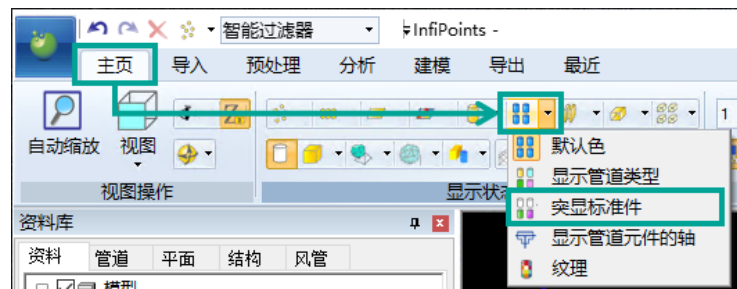 智能过滤器
InfiPoints -
主页 导入 预处理 分析 建模 导出 最近
1
自动缩放 视图
默认色
显示管道类型
视图操作 显示状态
突显标准件
资料库
显示管道元件的轴
资料 管道 平面 结构 风管
纹理
模型